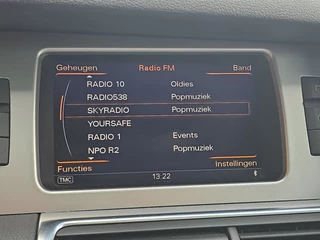 Geheugen Radio FM Band
RADIO 10 Oldies
RADIO538 Popmuziek
SKYRADIO Popmuziek
YOURSAFE
RADIO 1 Events
NPO R2 Popmuziek
Functies Instellingen
TMC 13:22